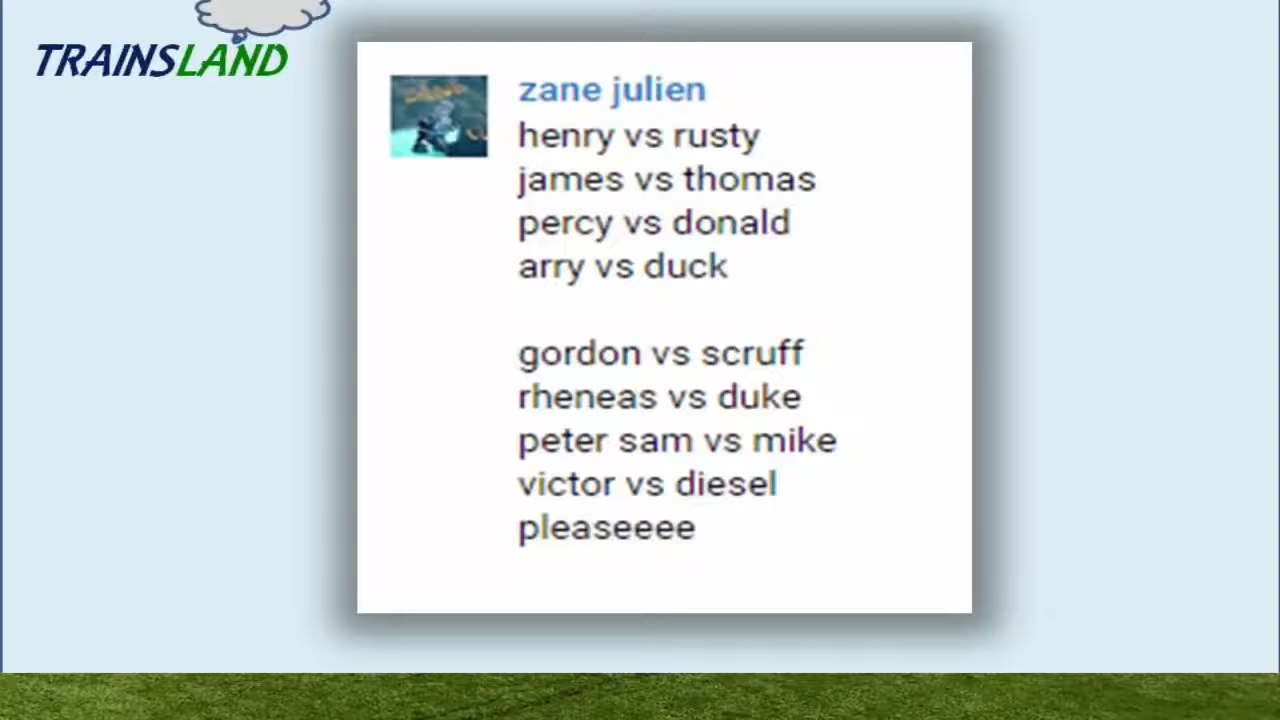 TRAINSLAND
zane julien
henry vs rusty
james vs thomas
percy vs donald
arry vs duck
gordon vs scruff
rheneas vs duke
peter sam vs mike
victor vs diesel
pleaseeee